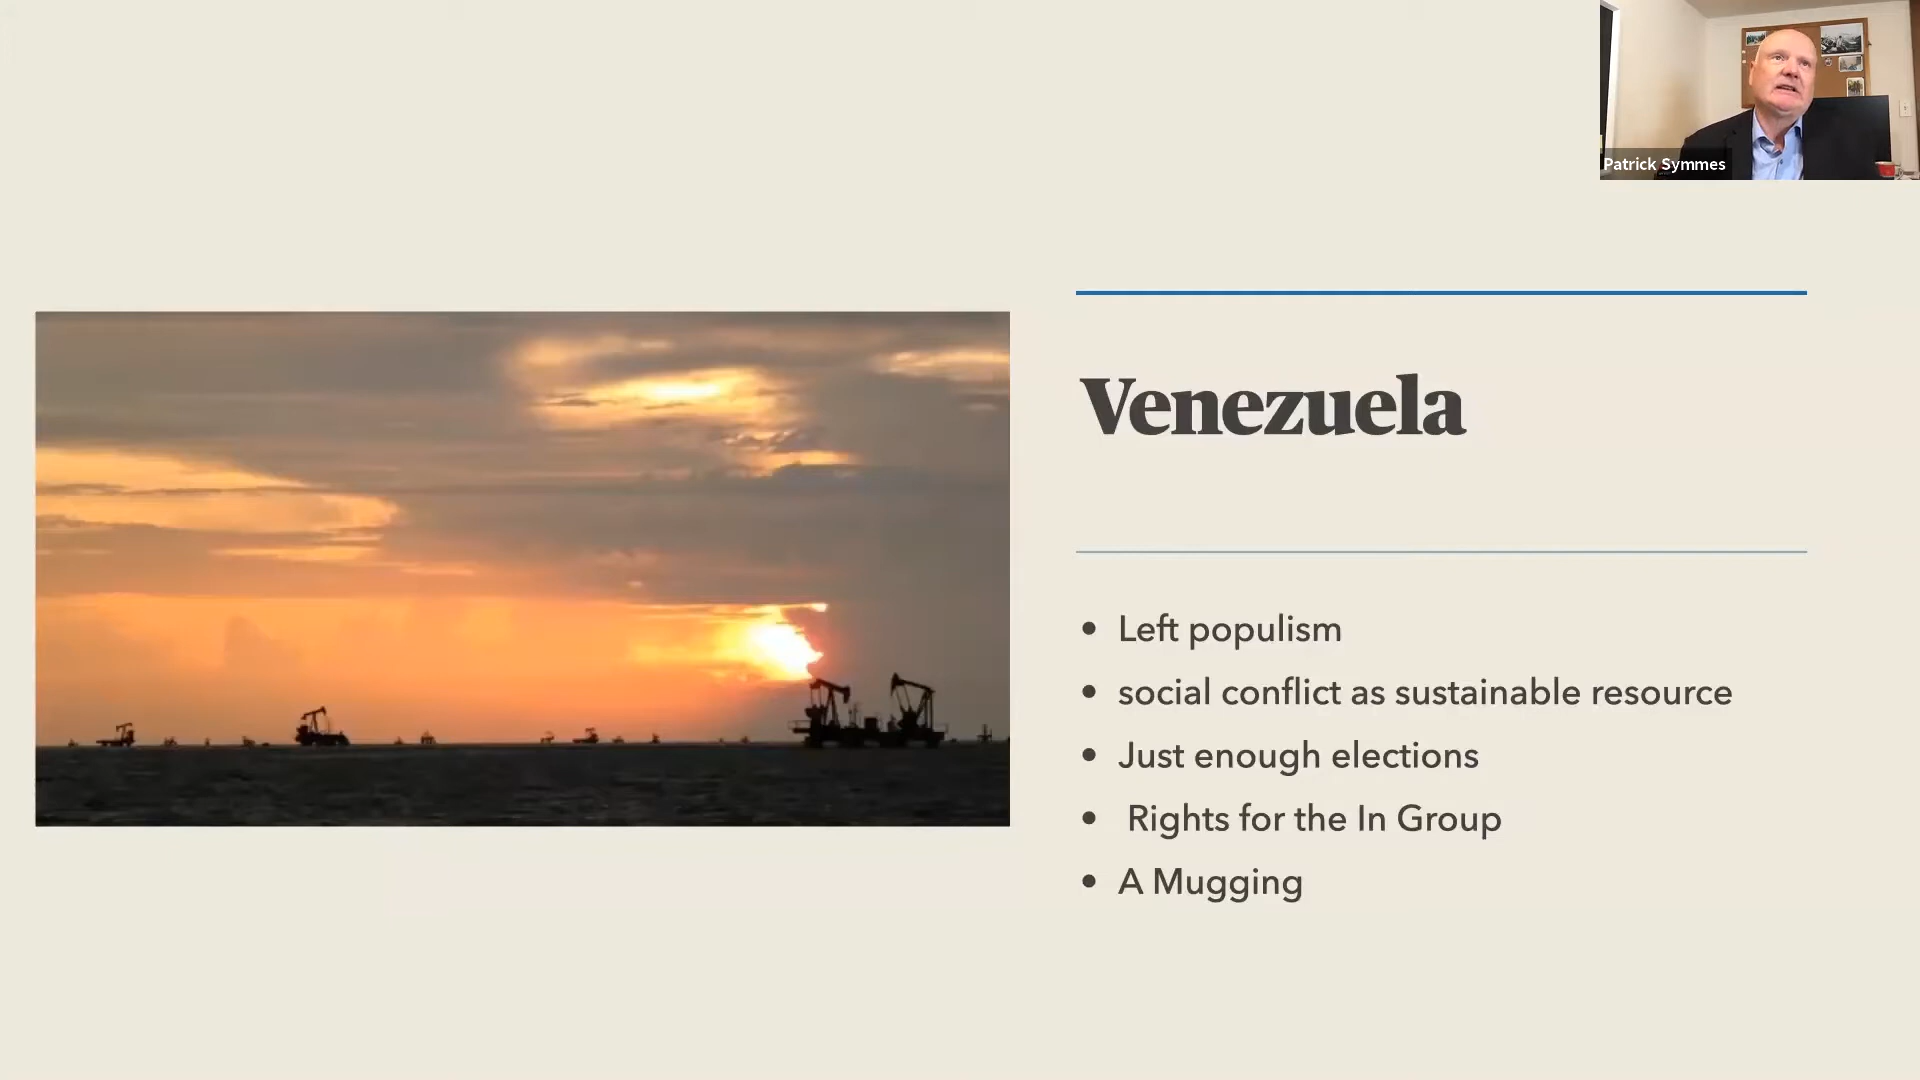 Patrick Symmes
Venezuela
• Left populism
• social conflict as sustainable resource
• Just enough elections
• Rights for the In Group
• A Mugging